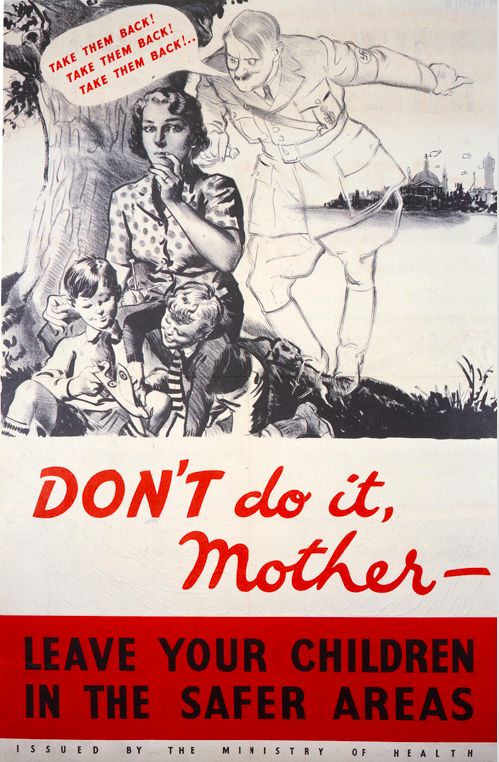 TAKE THEM BACK!
TAKE THEM BACK!
TAKE THEM BACK!..
DON'T do it,
Mother—
LEAVE YOUR CHILDREN
IN THE SAFER AREAS
ISSUED BY THE MINISTRY OF HEALTH